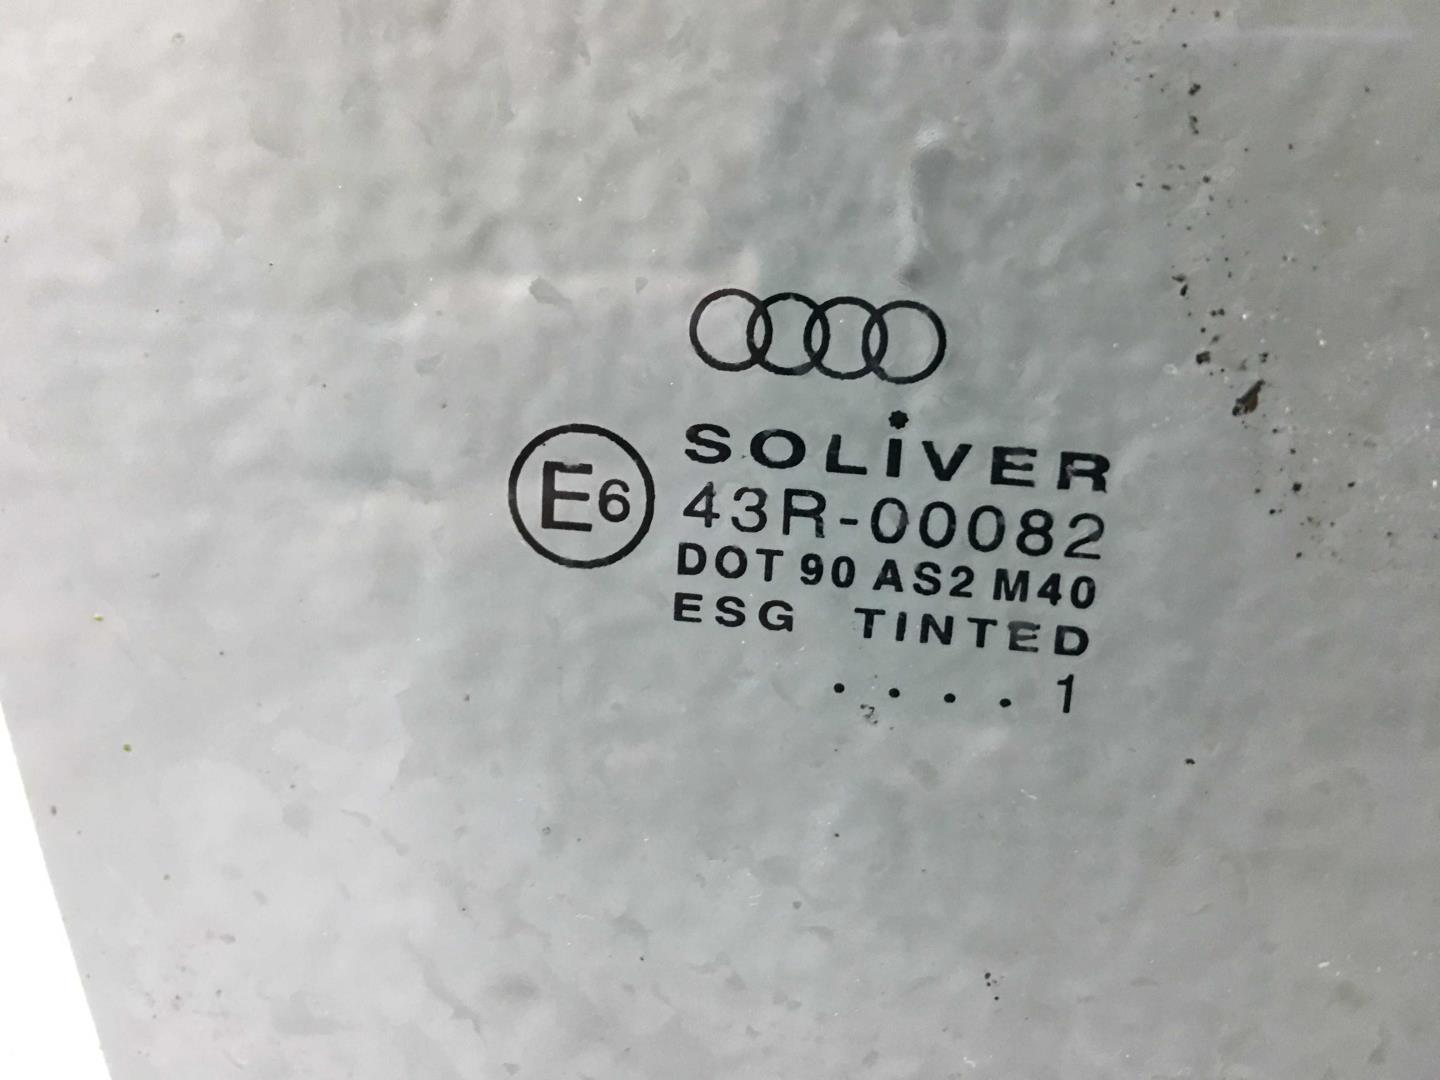 SOLiVER
E6
43R-00082
DOT 90 AS2 M40
ESG TINTED
. . . . 1